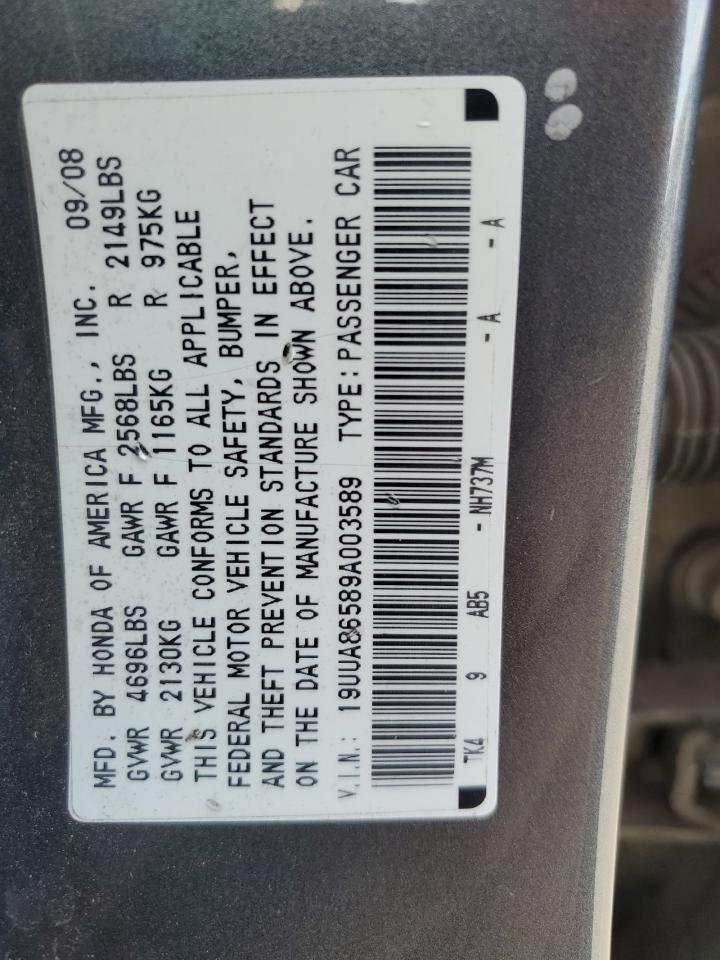 MFD. BY HONDA OF AMERICA MFG., INC. 09/08
GVWR 4696LBS GAWR F 2568LBS R 2149LBS
GVWR 2130KG GAWR F 1165KG R 975KG
THIS VEHICLE CONFORMS TO ALL APPLICABLE
FEDERAL MOTOR VEHICLE SAFETY, BUMPER,
AND THEFT PREVENTION STANDARDS IN EFFECT
ON THE DATE OF MANUFACTURE SHOWN ABOVE.
V.I.N.: 19UUA86589A003589 TYPE: PASSENGER CAR
TK4 9 AB5 - NH737M - A - A